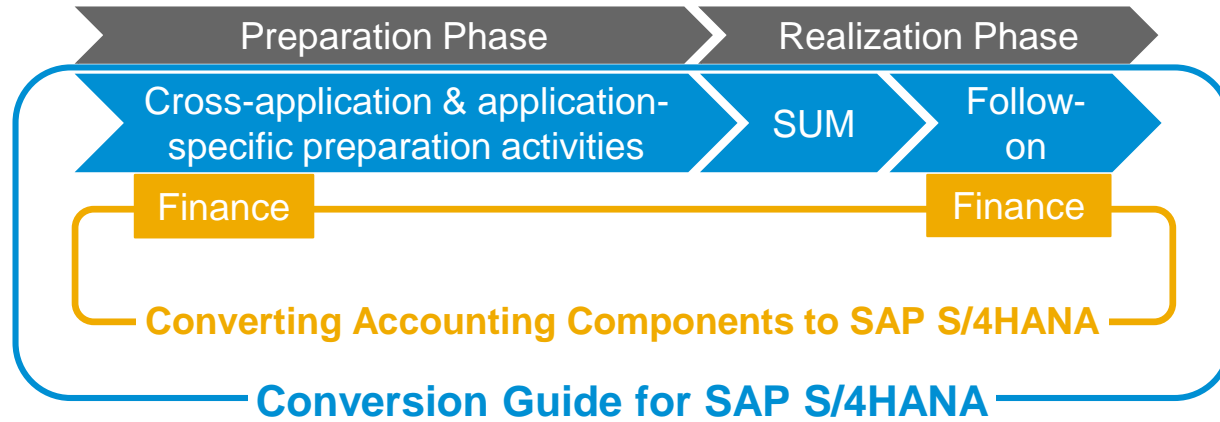 Preparation Phase
Realization Phase
Cross-application & application-
specific preparation activities
SUM
Follow-
on
Finance
Finance
Converting Accounting Components to SAP S/4HANA
Conversion Guide for SAP S/4HANA